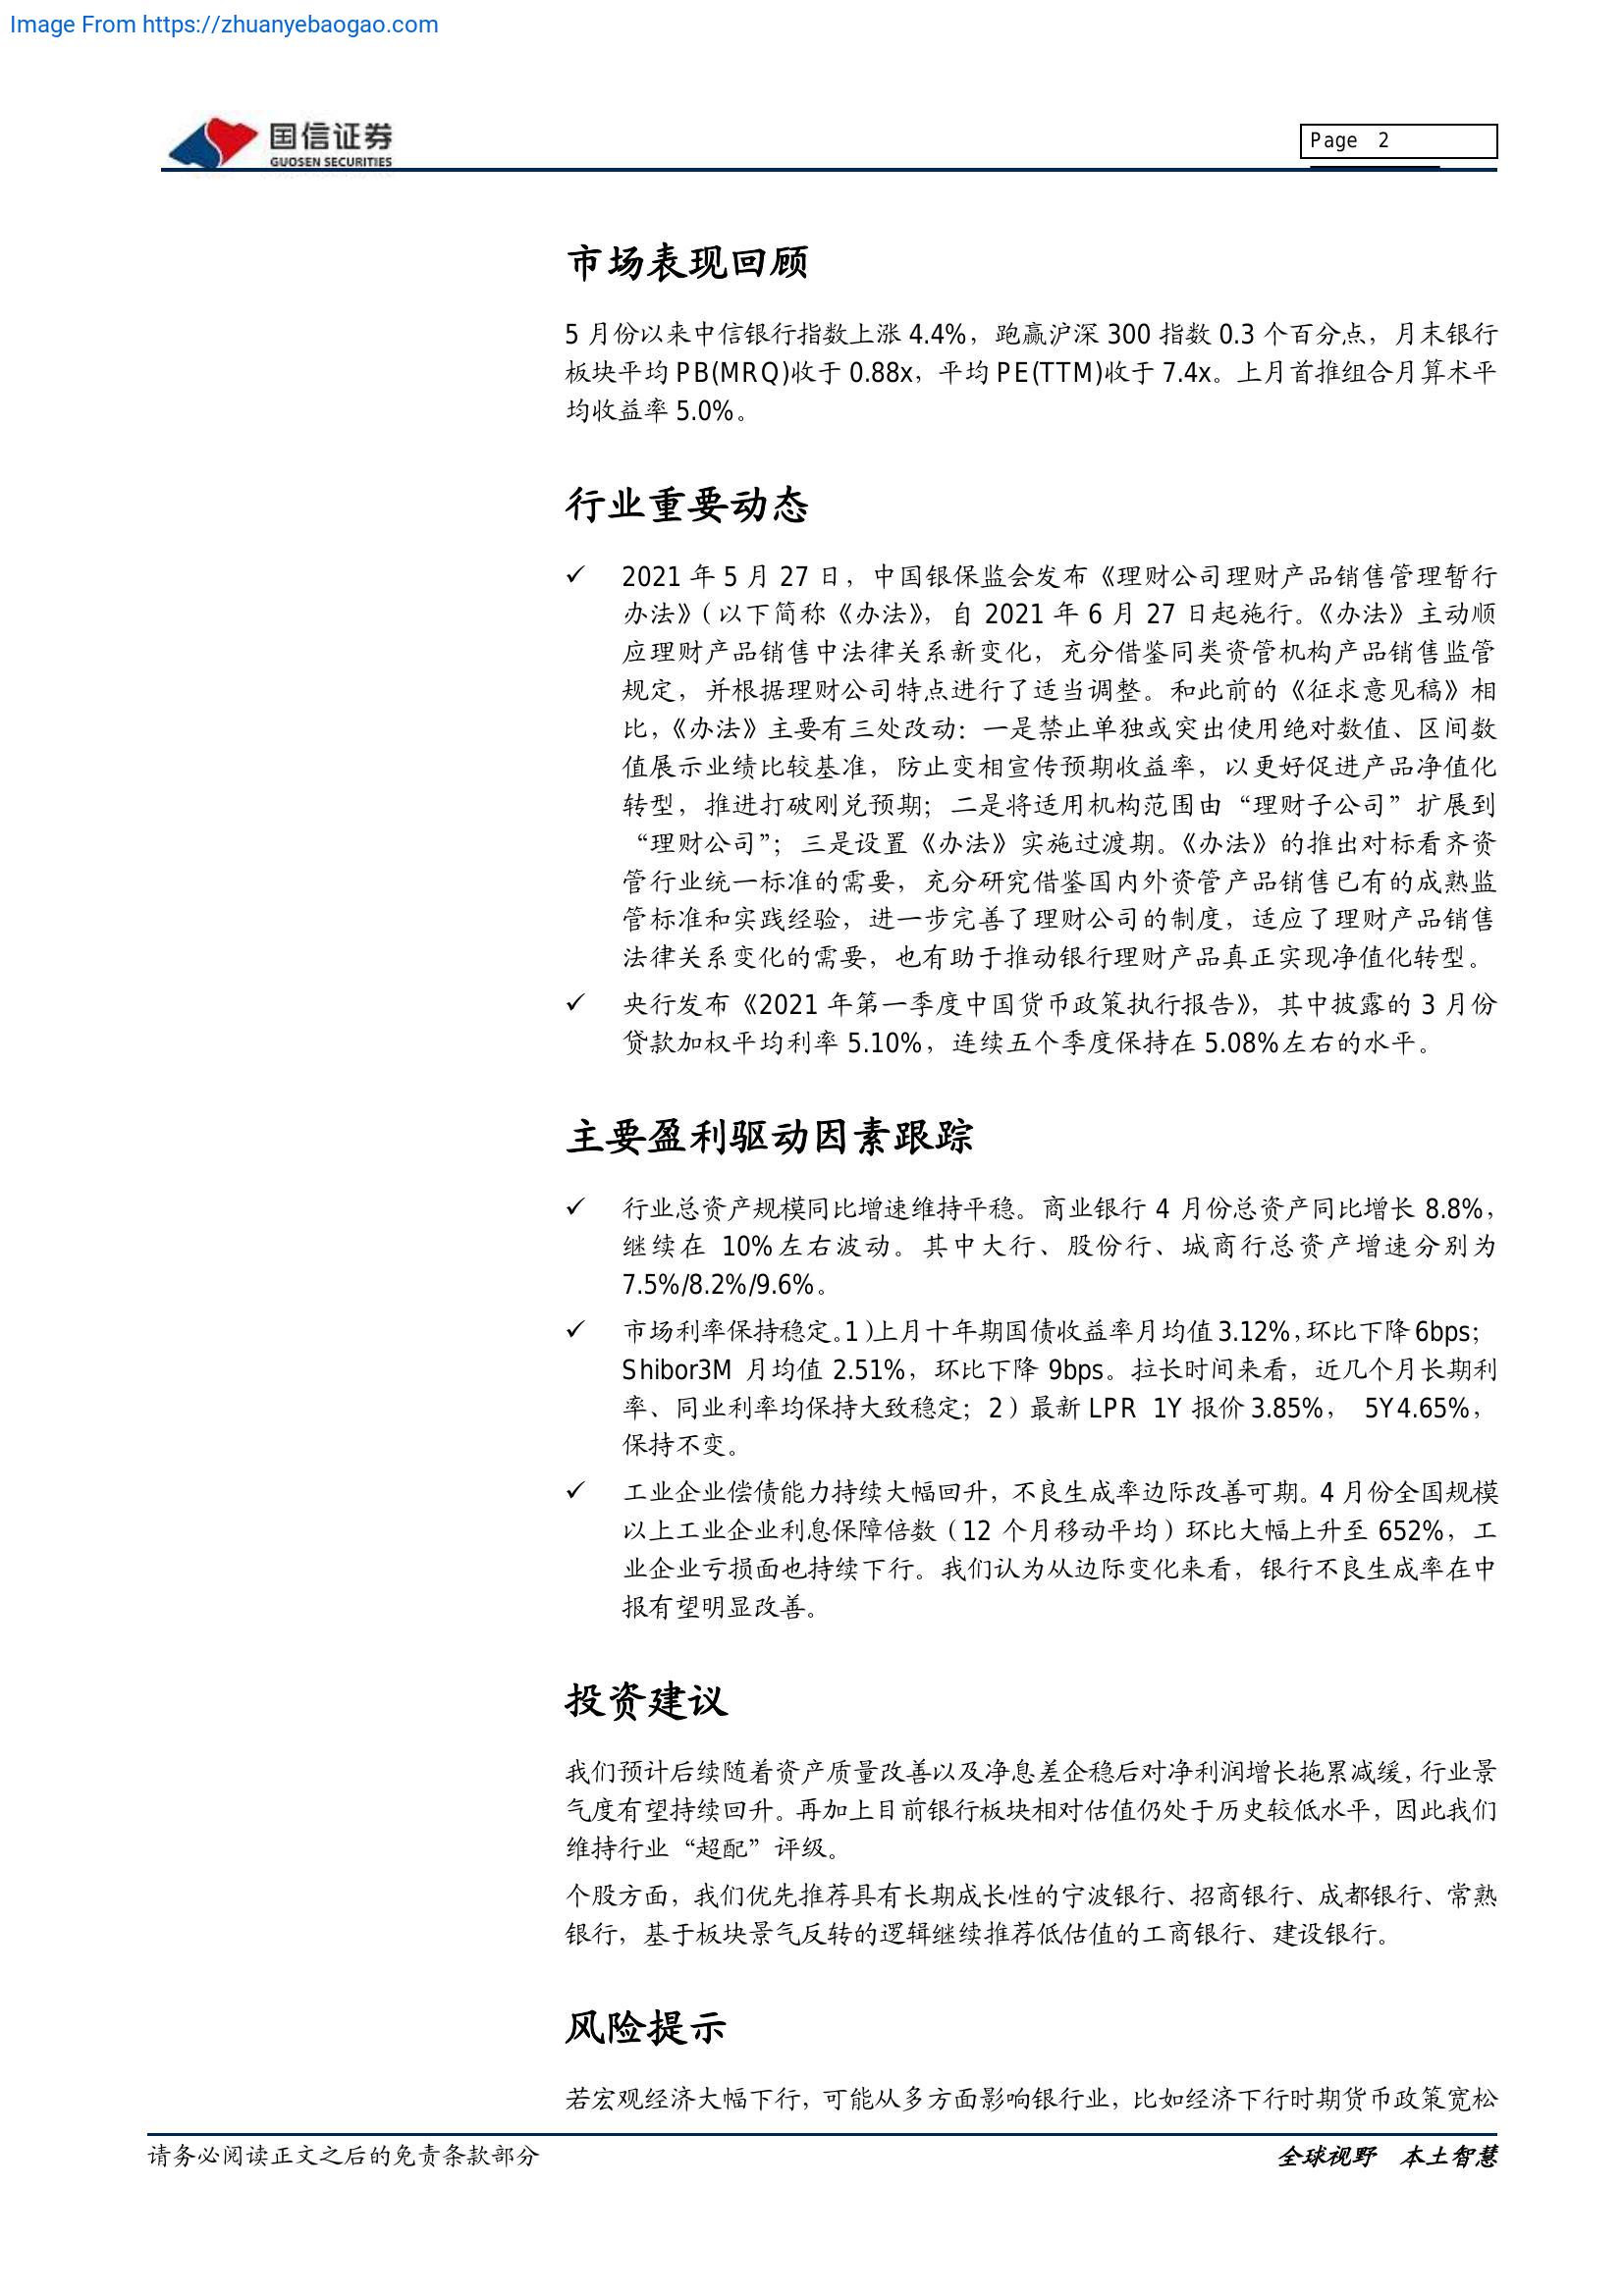 Image From https://zhuanyebaogao.com
国信证券
GUOSEN SECURITIES
Page 2
市场表现回顾
5 月份以来中信银行指数上涨 4.4%，跑赢沪深 300 指数 0.3 个百分点，月末银行
板块平均 PB(MRQ)收于 0.88x，平均 PE(TTM)收于 7.4x。上月首推组合月算术平
均收益率 5.0%。
行业重要动态
✓ 2021 年 5 月 27 日，中国银保监会发布《理财公司理财产品销售管理暂行
办法》（以下简称《办法》，自 2021 年 6 月 27 日起施行。《办法》主动顺
应理财产品销售中法律关系新变化，充分借鉴同类资管机构产品销售监管
规定，并根据理财公司特点进行了适当调整。和此前的《征求意见稿》相
比，《办法》主要有三处改动：一是禁止单独或突出使用绝对数值、区间数
值展示业绩比较基准，防止变相宣传预期收益率，以更好促进产品净值化
转型，推进打破刚兑预期；二是将适用机构范围由“理财子公司”扩展到
“理财公司”；三是设置《办法》实施过渡期。《办法》的推出对标看齐资
管行业统一标准的需要，充分研究借鉴国内外资管产品销售已有的成熟监
管标准和实践经验，进一步完善了理财公司的制度，适应了理财产品销售
法律关系变化的需要，也有助于推动银行理财产品真正实现净值化转型。
✓ 央行发布《2021 年第一季度中国货币政策执行报告》，其中披露的 3 月份
贷款加权平均利率 5.10%，连续五个季度保持在 5.08%左右的水平。
主要盈利驱动因素跟踪
✓ 行业总资产规模同比增速维持平稳。商业银行 4 月份总资产同比增长 8.8%，
继续在 10%左右波动。其中大行、股份行、城商行总资产增速分别为
7.5%/8.2%/9.6%。
✓ 市场利率保持稳定。1）上月十年期国债收益率月均值 3.12%，环比下降 6bps；
Shibor3M 月均值 2.51%，环比下降 9bps。拉长时间来看，近几个月长期利
率、同业利率均保持大致稳定；2）最新 LPR 1Y 报价 3.85%， 5Y4.65%，
保持不变。
✓ 工业企业偿债能力持续大幅回升，不良生成率边际改善可期。4 月份全国规模
以上工业企业利息保障倍数（12 个月移动平均）环比大幅上升至 652%，工
业企业亏损面也持续下行。我们认为从边际变化来看，银行不良生成率在中
报有望明显改善。
投资建议
我们预计后续随着资产质量改善以及净息差企稳后对净利润增长拖累减缓，行业景
气度有望持续回升。再加上目前银行板块相对估值仍处于历史较低水平，因此我们
维持行业“超配”评级。
个股方面，我们优先推荐具有长期成长性的宁波银行、招商银行、成都银行、常熟
银行，基于板块景气反转的逻辑继续推荐低估值的工商银行、建设银行。
风险提示
若宏观经济大幅下行，可能从多方面影响银行业，比如经济下行时期货币政策宽松
请务必阅读正文之后的免责条款部分
全球视野 本土智慧